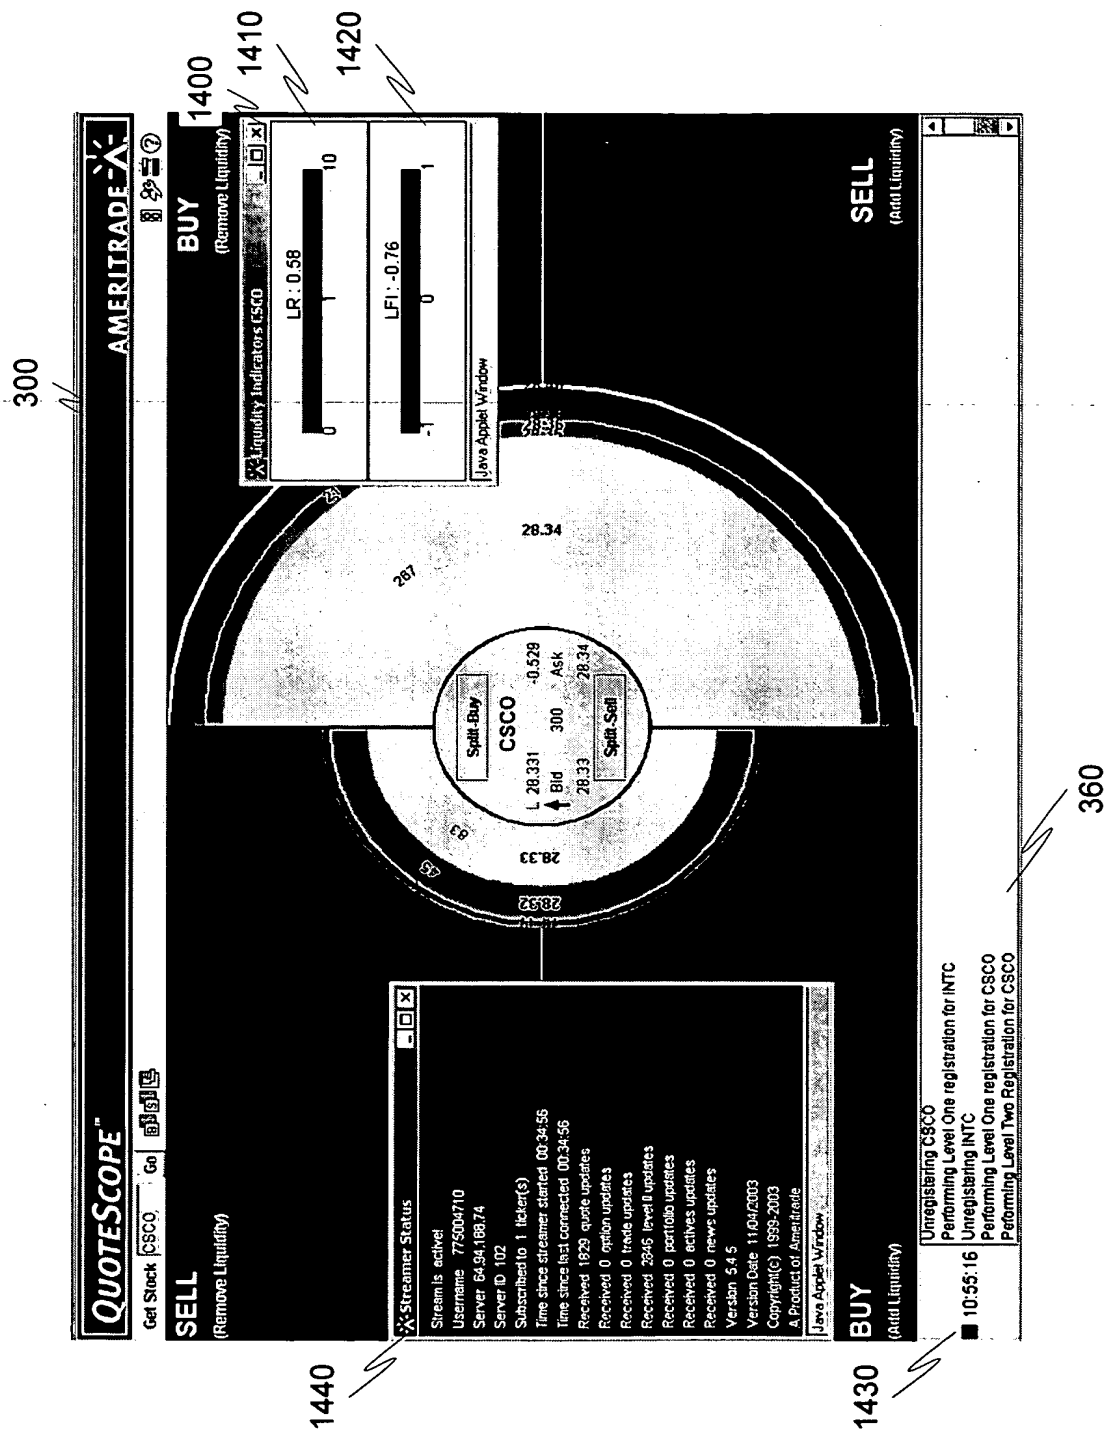 300
QUOTESCOPE™
AMERITRADE
Get Stock CSCO, Go
SELL
(Remove Liquidity)
BUY
(Remove Liquidity)
1400
1410
1420
Liquidity Indicators CSCO
LR : 0.58
0 1 10
LFI : -0.76
-1 0 1
Java Applet Window
1440
Streamer Status
Stream is active!
Username 775004710
Server 64.94.188.74
Server ID 102
Subscribed to 1 ticker(s)
Time since streamer started 00:34:56
Time since last connected 00:34:56
Received 1829 quote updates
Received 0 option updates
Received 0 trade updates
Received 2846 level II updates
Received 0 portfolio updates
Received 0 actives updates
Received 0 news updates
Version 5.4 5
Version Date 11/04/2003
Copyright(c) 1999-2003
A Product of Ameritrade
Java Applet Window
Split-Buy
CSCO
L 28.331 -0.529
Bid 300 Ask
28.33 28.34
Split-Sell
83
28.33
28.32
267
28.34
BUY
(Add Liquidity)
SELL
(Add Liquidity)
1430
10:55:16
Unregistering CSCO
Performing Level One registration for INTC
Unregistering INTC
Performing Level One registration for CSCO
Peforming Level Two Registration for CSCO
360